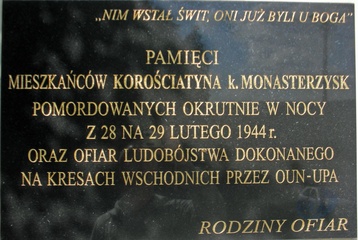 „NIM WSTAŁ ŚWIT, ONI JUŻ BYLI U BOGA"
PAMIĘCI
MIESZKAŃCÓW KOROŚCIATYNA k. MONASTERZYSK
POMORDOWANYCH OKRUTNIE W NOCY
Z 28 NA 29 LUTEGO 1944 r.
ORAZ OFIAR LUDOBÓJSTWA DOKONANEGO
NA KRESACH WSCHODNICH PRZEZ OUN-UPA
RODZINY OFIAR